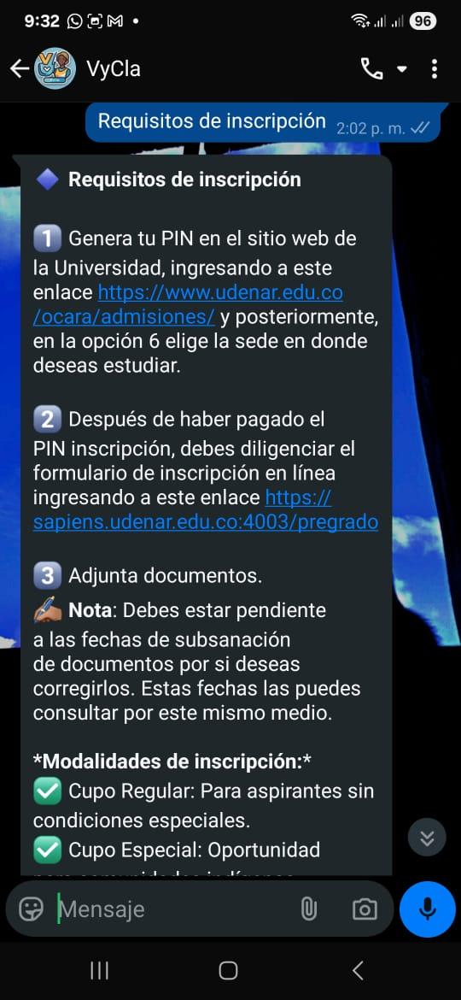 9:32
96
VyCla
Requisitos de inscripción 2:02 p. m.
Requisitos de inscripción
1 Genera tu PIN en el sitio web de
la Universidad, ingresando a este
enlace https://www.udenar.edu.co
/ocara/admisiones/ y posteriormente,
en la opción 6 elige la sede en donde
deseas estudiar.
2 Después de haber pagado el
PIN inscripción, debes diligenciar el
formulario de inscripción en línea
ingresando a este enlace https://
sapiens.udenar.edu.co:4003/pregrado
3 Adjunta documentos.
Nota: Debes estar pendiente
a las fechas de subsanación
de documentos por si deseas
corregirlos. Estas fechas las puedes
consultar por este mismo medio.
*Modalidades de inscripción:*
Cupo Regular: Para aspirantes sin
condiciones especiales.
Cupo Especial: Oportunidad
Mensaje